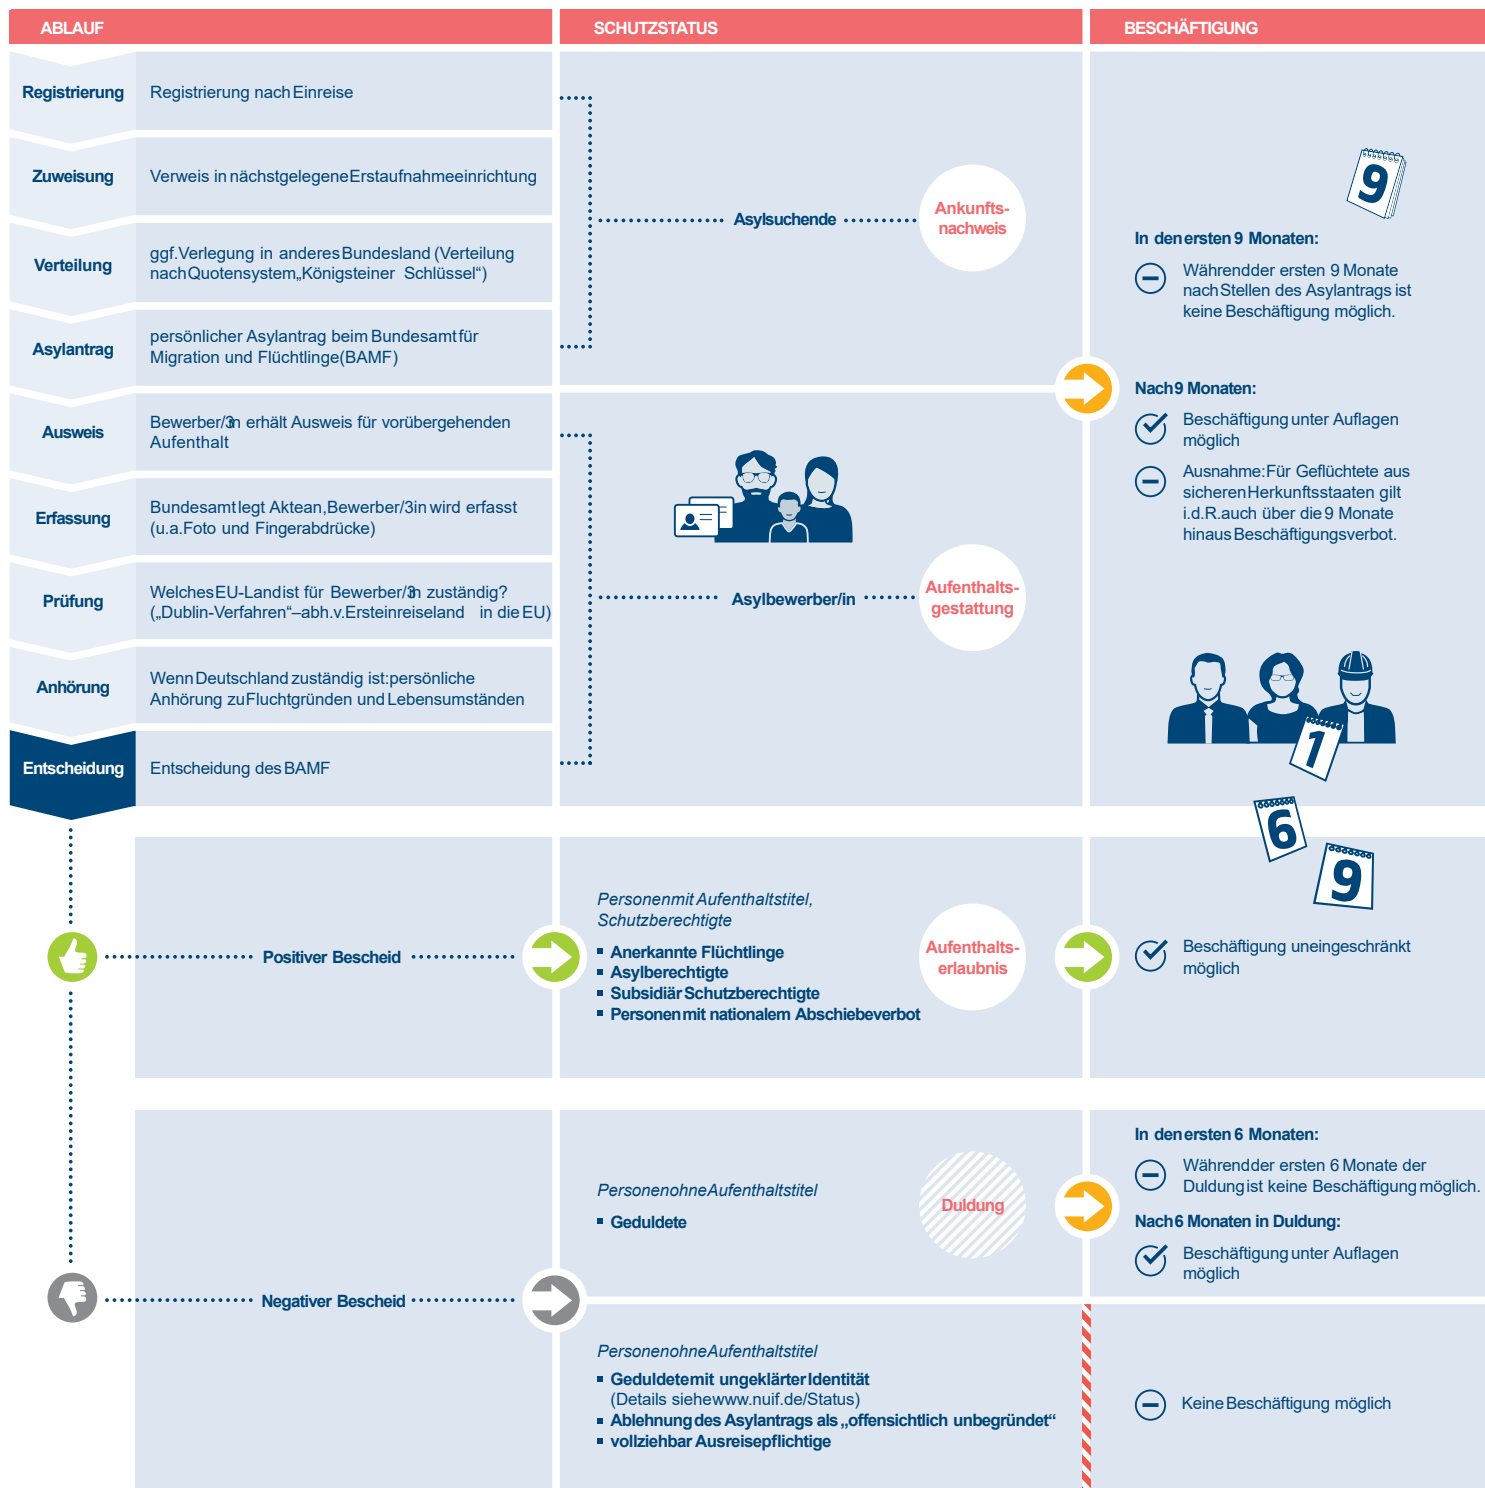 ABLAUF
SCHUTZSTATUS
BESCHÄFTIGUNG
Registrierung
Registrierung nach Einreise
Zuweisung
Verweis in nächstgelegene Erstaufnahmeeinrichtung
Verteilung
ggf. Verlegung in anderes Bundesland (Verteilung
nach Quotensystem „Königsteiner Schlüssel“)
Asylantrag
persönlicher Asylantrag beim Bundesamt für
Migration und Flüchtlinge (BAMF)
Asylsuchende
Ankunfts-
nachweis
Ausweis
Bewerber/3in erhält Ausweis für vorübergehenden
Aufenthalt
Erfassung
Bundesamt legt Akte an, Bewerber/3in wird erfasst
(u.a. Foto und Fingerabdrücke)
Prüfung
Welches EU-Land ist für Bewerber/3in zuständig?
(„Dublin-Verfahren“–abh.v. Ersteinreiseland in die EU)
Anhörung
Wenn Deutschland zuständig ist: persönliche
Anhörung zu Fluchtgründen und Lebensumständen
Entscheidung
Entscheidung des BAMF
Asylbewerber/in
Aufenthalts-
gestattung
9
In den ersten 9 Monaten:
Während der ersten 9 Monate
nach Stellen des Asylantrags ist
keine Beschäftigung möglich.
Nach 9 Monaten:
Beschäftigung unter Auflagen
möglich
Ausnahme: Für Geflüchtete aus
sicheren Herkunftsstaaten gilt
i.d.R. auch über die 9 Monate
hinaus Beschäftigungsverbot.
1
6
9
Positiver Bescheid
Personen mit Aufenthaltstitel,
Schutzberechtigte
Anerkannte Flüchtlinge
Asylberechtigte
Subsidiär Schutzberechtigte
Personen mit nationalem Abschiebeverbot
Aufenthalts-
erlaubnis
Beschäftigung uneingeschränkt
möglich
Negativer Bescheid
Personen ohne Aufenthaltstitel
Geduldete
Duldung
In den ersten 6 Monaten:
Während der ersten 6 Monate der
Duldung ist keine Beschäftigung möglich.
Nach 6 Monaten in Duldung:
Beschäftigung unter Auflagen
möglich
Personen ohne Aufenthaltstitel
Geduldete mit ungeklärter Identität
(Details siehe www.nuif.de/Status)
Ablehnung des Asylantrags als „offensichtlich unbegründet“
vollziehbar Ausreisepflichtige
Keine Beschäftigung möglich